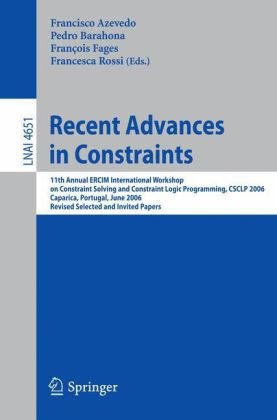 Francisco Azevedo
Pedro Barahona
François Fages
Francesca Rossi (Eds.)
LNAI 4651
Recent Advances
in Constraints
11th Annual ERCIM International Workshop
on Constraint Solving and Constraint Logic Programming, CSCLP 2006
Caparica, Portugal, June 2006
Revised Selected and Invited Papers
Springer